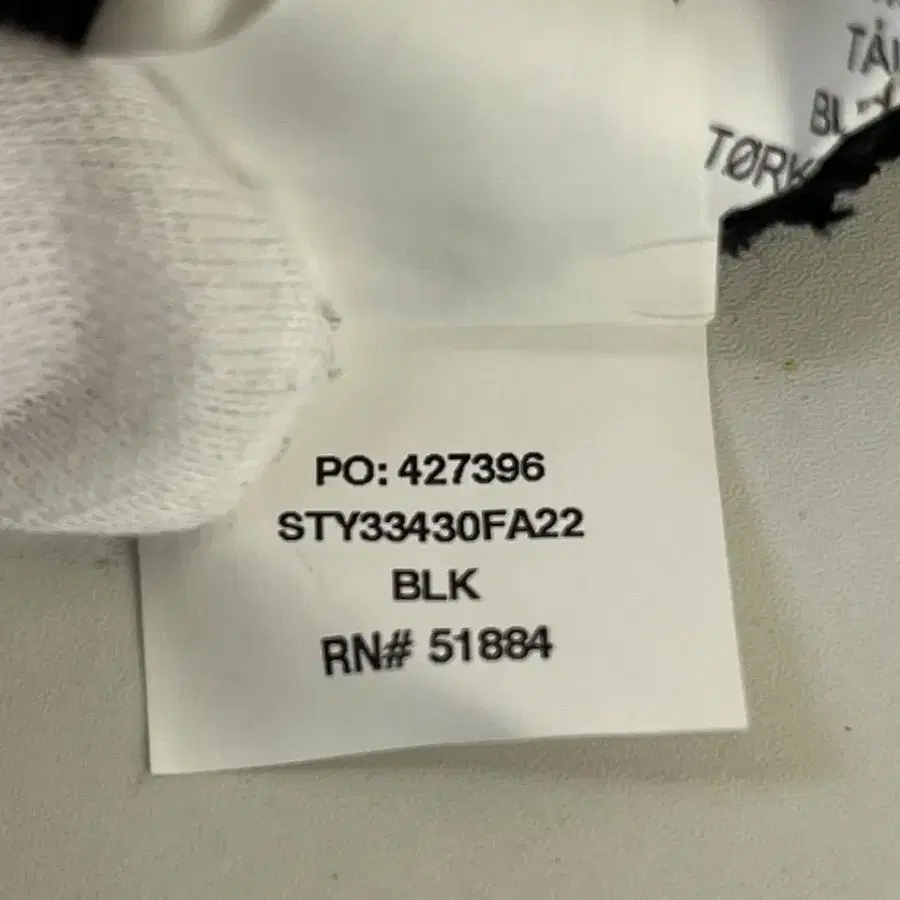 PO: 427396
STY33430FA22
BLK
RN# 51884